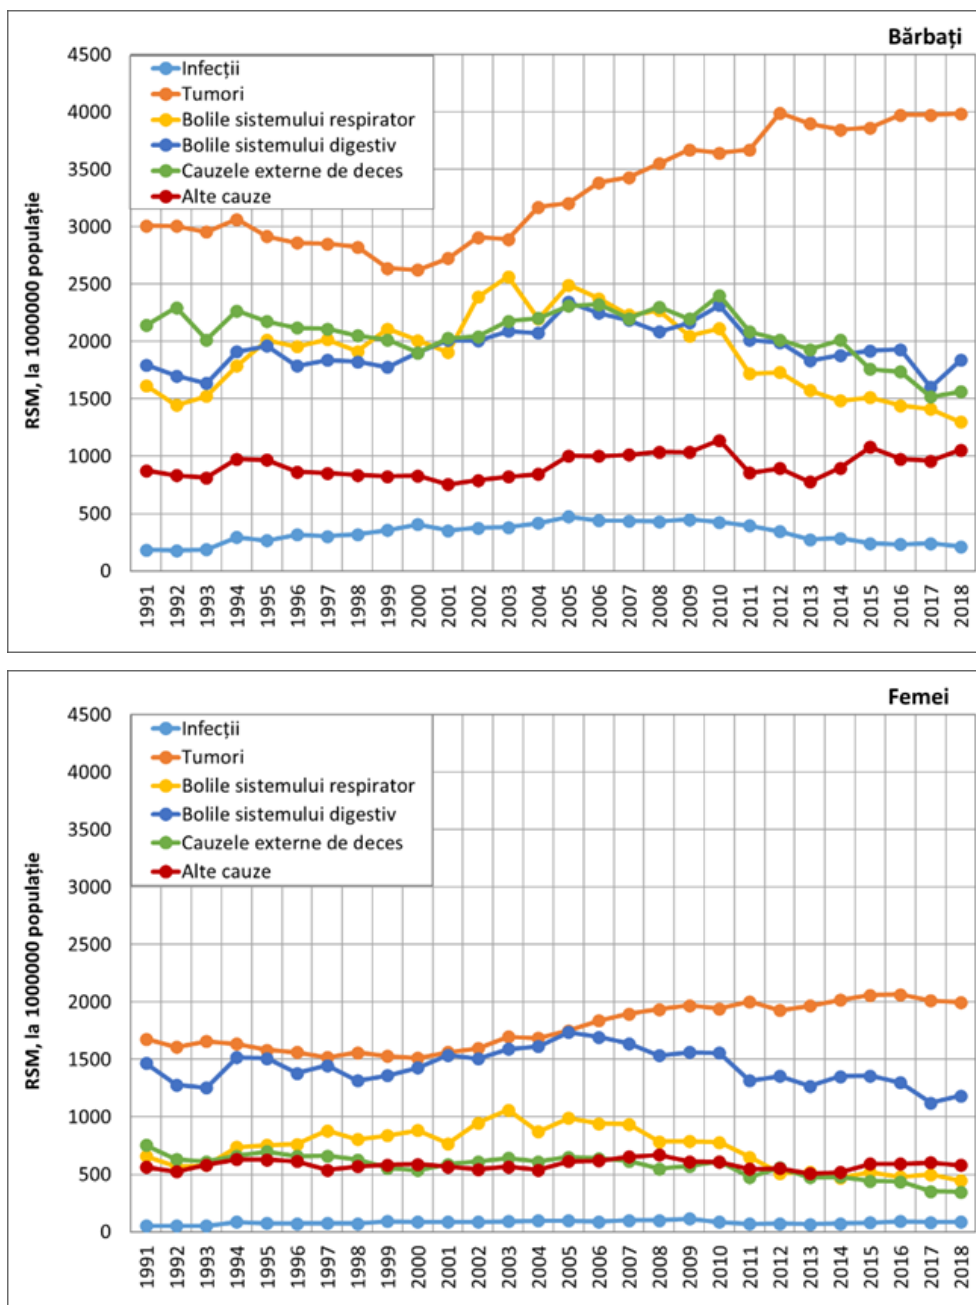 Bărbați
4500
4000
3500
3000
2500
2000
1500
1000
500
0
RSM, la 1000000 populație
Infecții
Tumori
Bolile sistemului respirator
Bolile sistemului digestiv
Cauzele externe de deces
Alte cauze
1991 1992 1993 1994 1995 1996 1997 1998 1999 2000 2001 2002 2003 2004 2005 2006 2007 2008 2009 2010 2011 2012 2013 2014 2015 2016 2017 2018
Femei
4500
4000
3500
3000
2500
2000
1500
1000
500
0
RSM, la 1000000 populație
Infecții
Tumori
Bolile sistemului respirator
Bolile sistemului digestiv
Cauzele externe de deces
Alte cauze
1991 1992 1993 1994 1995 1996 1997 1998 1999 2000 2001 2002 2003 2004 2005 2006 2007 2008 2009 2010 2011 2012 2013 2014 2015 2016 2017 2018